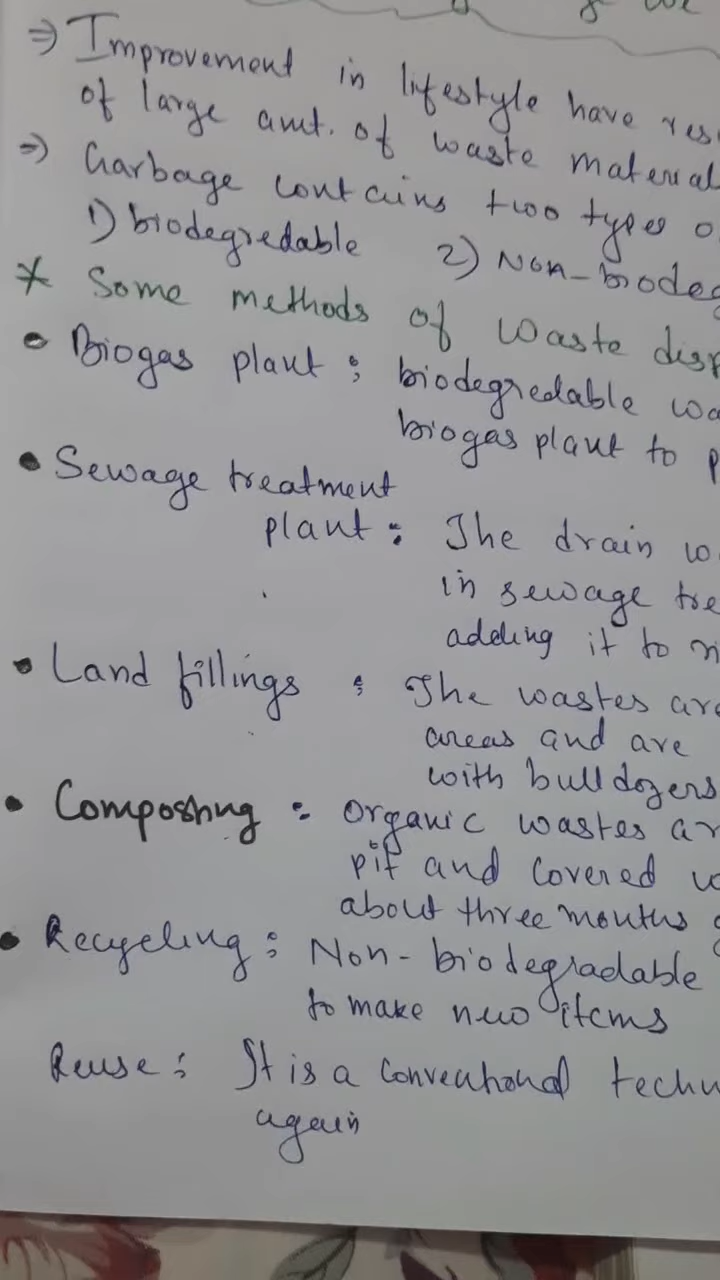 ⇒ Improvement in lifestyle have res
of large amt. of waste material
⇒ Garbage contains two types o
1) biodegredable 2) Non-biodeg
* Some methods of waste disp
• Biogas plant : biodegredable wa
biogas plant to p
• Sewage treatment
plant : The drain w
in sewage tre
adding it to
• Land fillings : The wastes are
areas and are
with bulldozers
• Composting : Organic wastes ar
pit and covered w
about three months
• Recycling : Non-biodegradable
to make new items
Reuse : It is a conventional techn
again